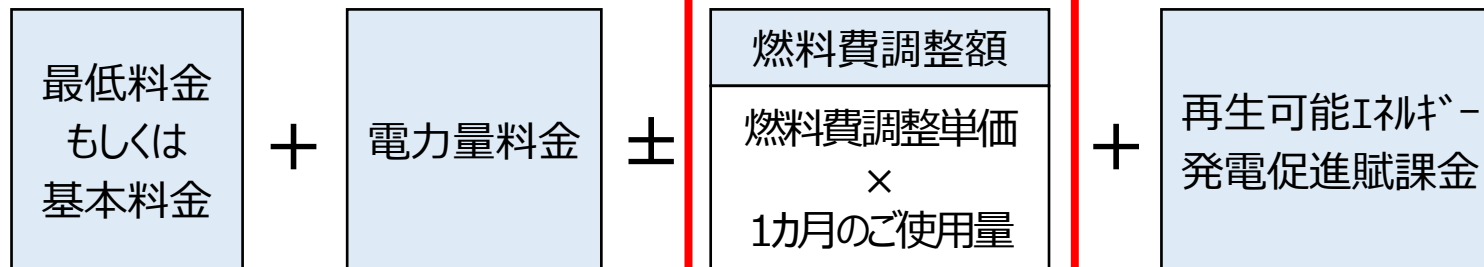 最低料金
もしくは
基本料金
＋
電力量料金
±
燃料費調整額
燃料費調整単価
×
1ｶ月のご使用量
＋
再生可能ｴﾈﾙｷﾞｰ
発電促進賦課金